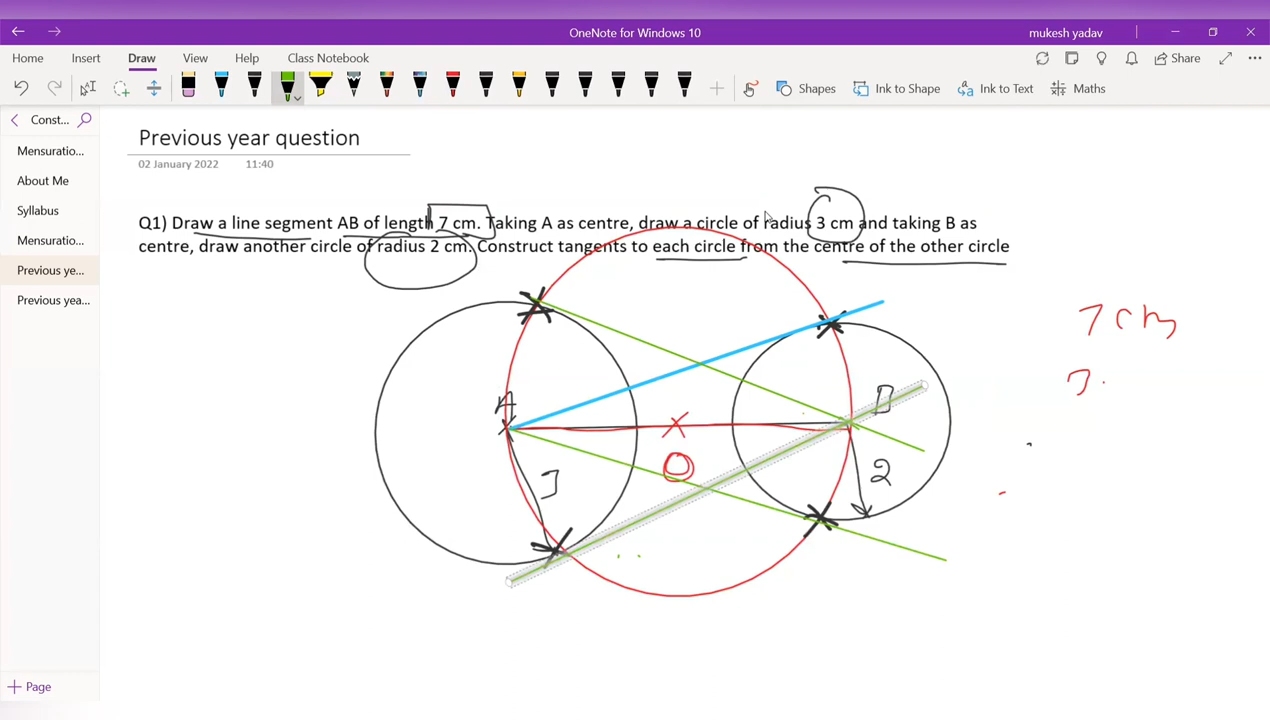 OneNote for Windows 10
mukesh yadav
Home Insert Draw View Help Class Notebook
Share
Shapes Ink to Shape Ink to Text Maths
Const...
Mensuratio...
About Me
Syllabus
Mensuratio...
Previous ye...
Previous yea...
Page
Previous year question
02 January 2022 11:40
Q1) Draw a line segment AB of length 7 cm. Taking A as centre, draw a circle of radius 3 cm and taking B as
centre, draw another circle of radius 2 cm. Construct tangents to each circle from the centre of the other circle
7 cm
3.
A
B
O
3
2